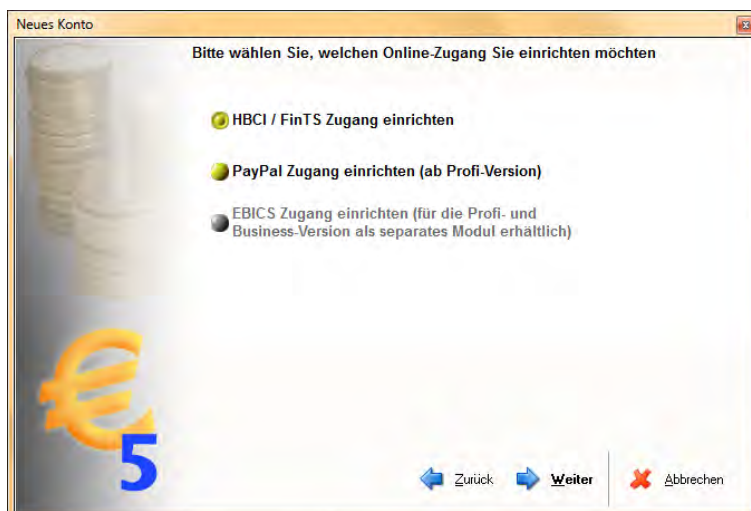 Neues Konto
Bitte wählen Sie, welchen Online-Zugang Sie einrichten möchten
HBCI / FinTS Zugang einrichten
PayPal Zugang einrichten (ab Profi-Version)
EBICS Zugang einrichten (für die Profi- und
Business-Version als separates Modul erhältlich)
€
5
Zurück Weiter Abbrechen